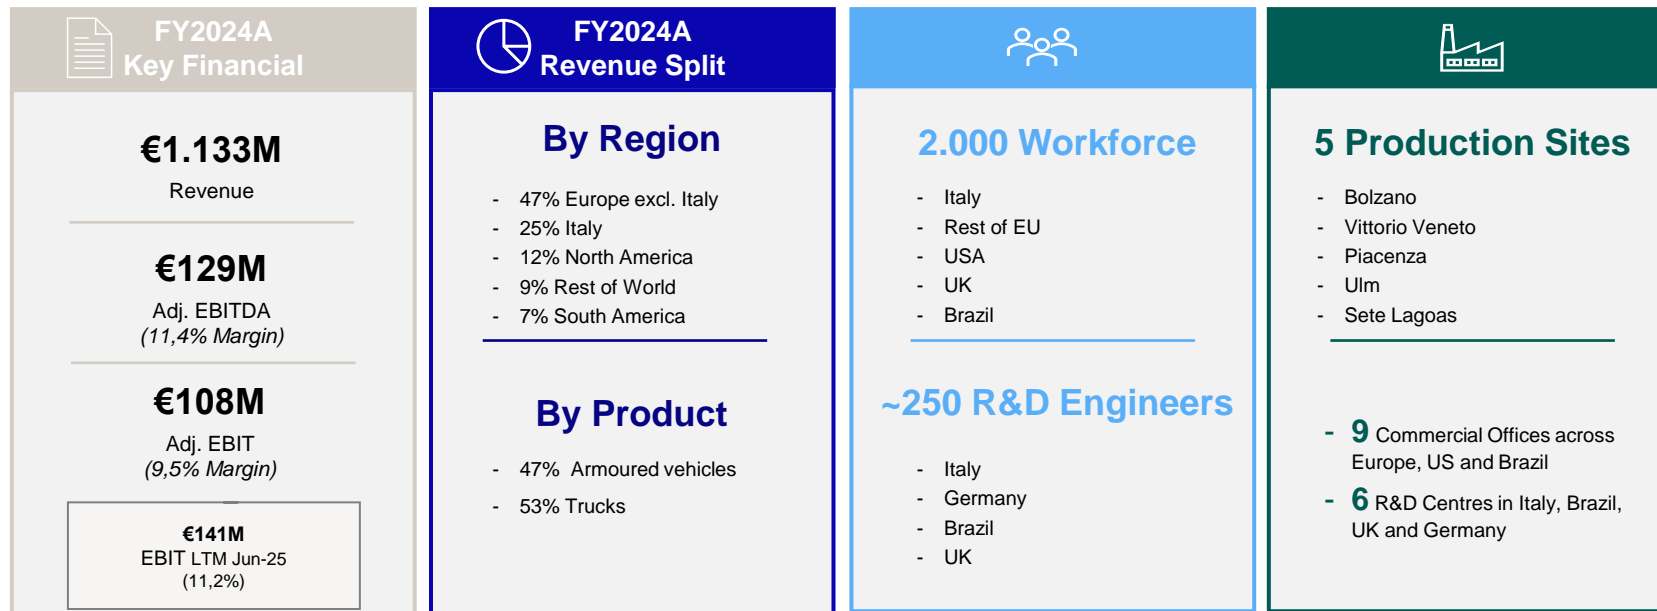 FY2024A
Key Financial
€1.133M
Revenue
€129M
Adj. EBITDA
(11,4% Margin)
€108M
Adj. EBIT
(9,5% Margin)
€141M
EBIT LTM Jun-25
(11,2%)
FY2024A
Revenue Split
By Region
- 47% Europe excl. Italy
- 25% Italy
- 12% North America
- 9% Rest of World
- 7% South America
By Product
- 47% Armoured vehicles
- 53% Trucks
2.000 Workforce
- Italy
- Rest of EU
- USA
- UK
- Brazil
~250 R&D Engineers
- Italy
- Germany
- Brazil
- UK
5 Production Sites
- Bolzano
- Vittorio Veneto
- Piacenza
- Ulm
- Sete Lagoas
- 9 Commercial Offices across
Europe, US and Brazil
- 6 R&D Centres in Italy, Brazil,
UK and Germany